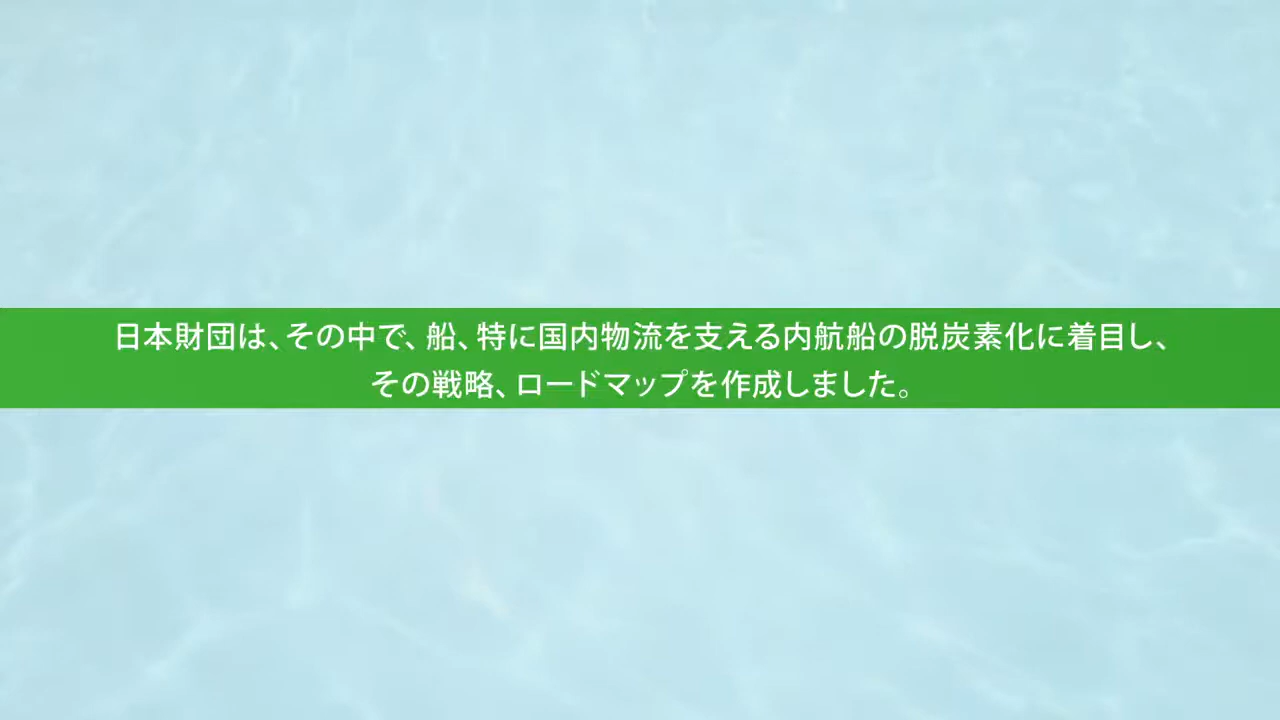 日本財団は、その中で、船、特に国内物流を支える内航船の脱炭素化に着目し、
その戦略、ロードマップを作成しました。